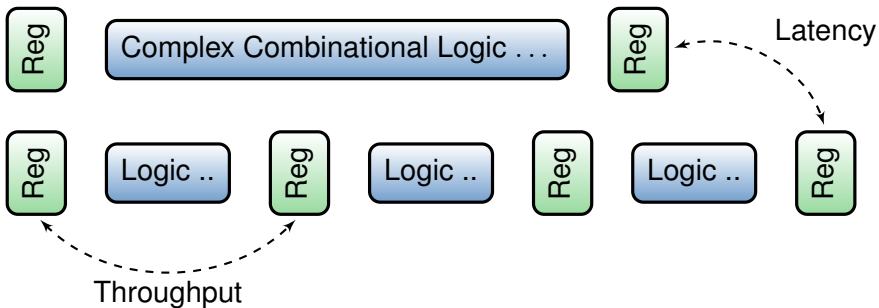 Reg
Complex Combinational Logic . . .
Reg
Latency
Reg
Logic ..
Reg
Logic ..
Reg
Logic ..
Reg
Throughput